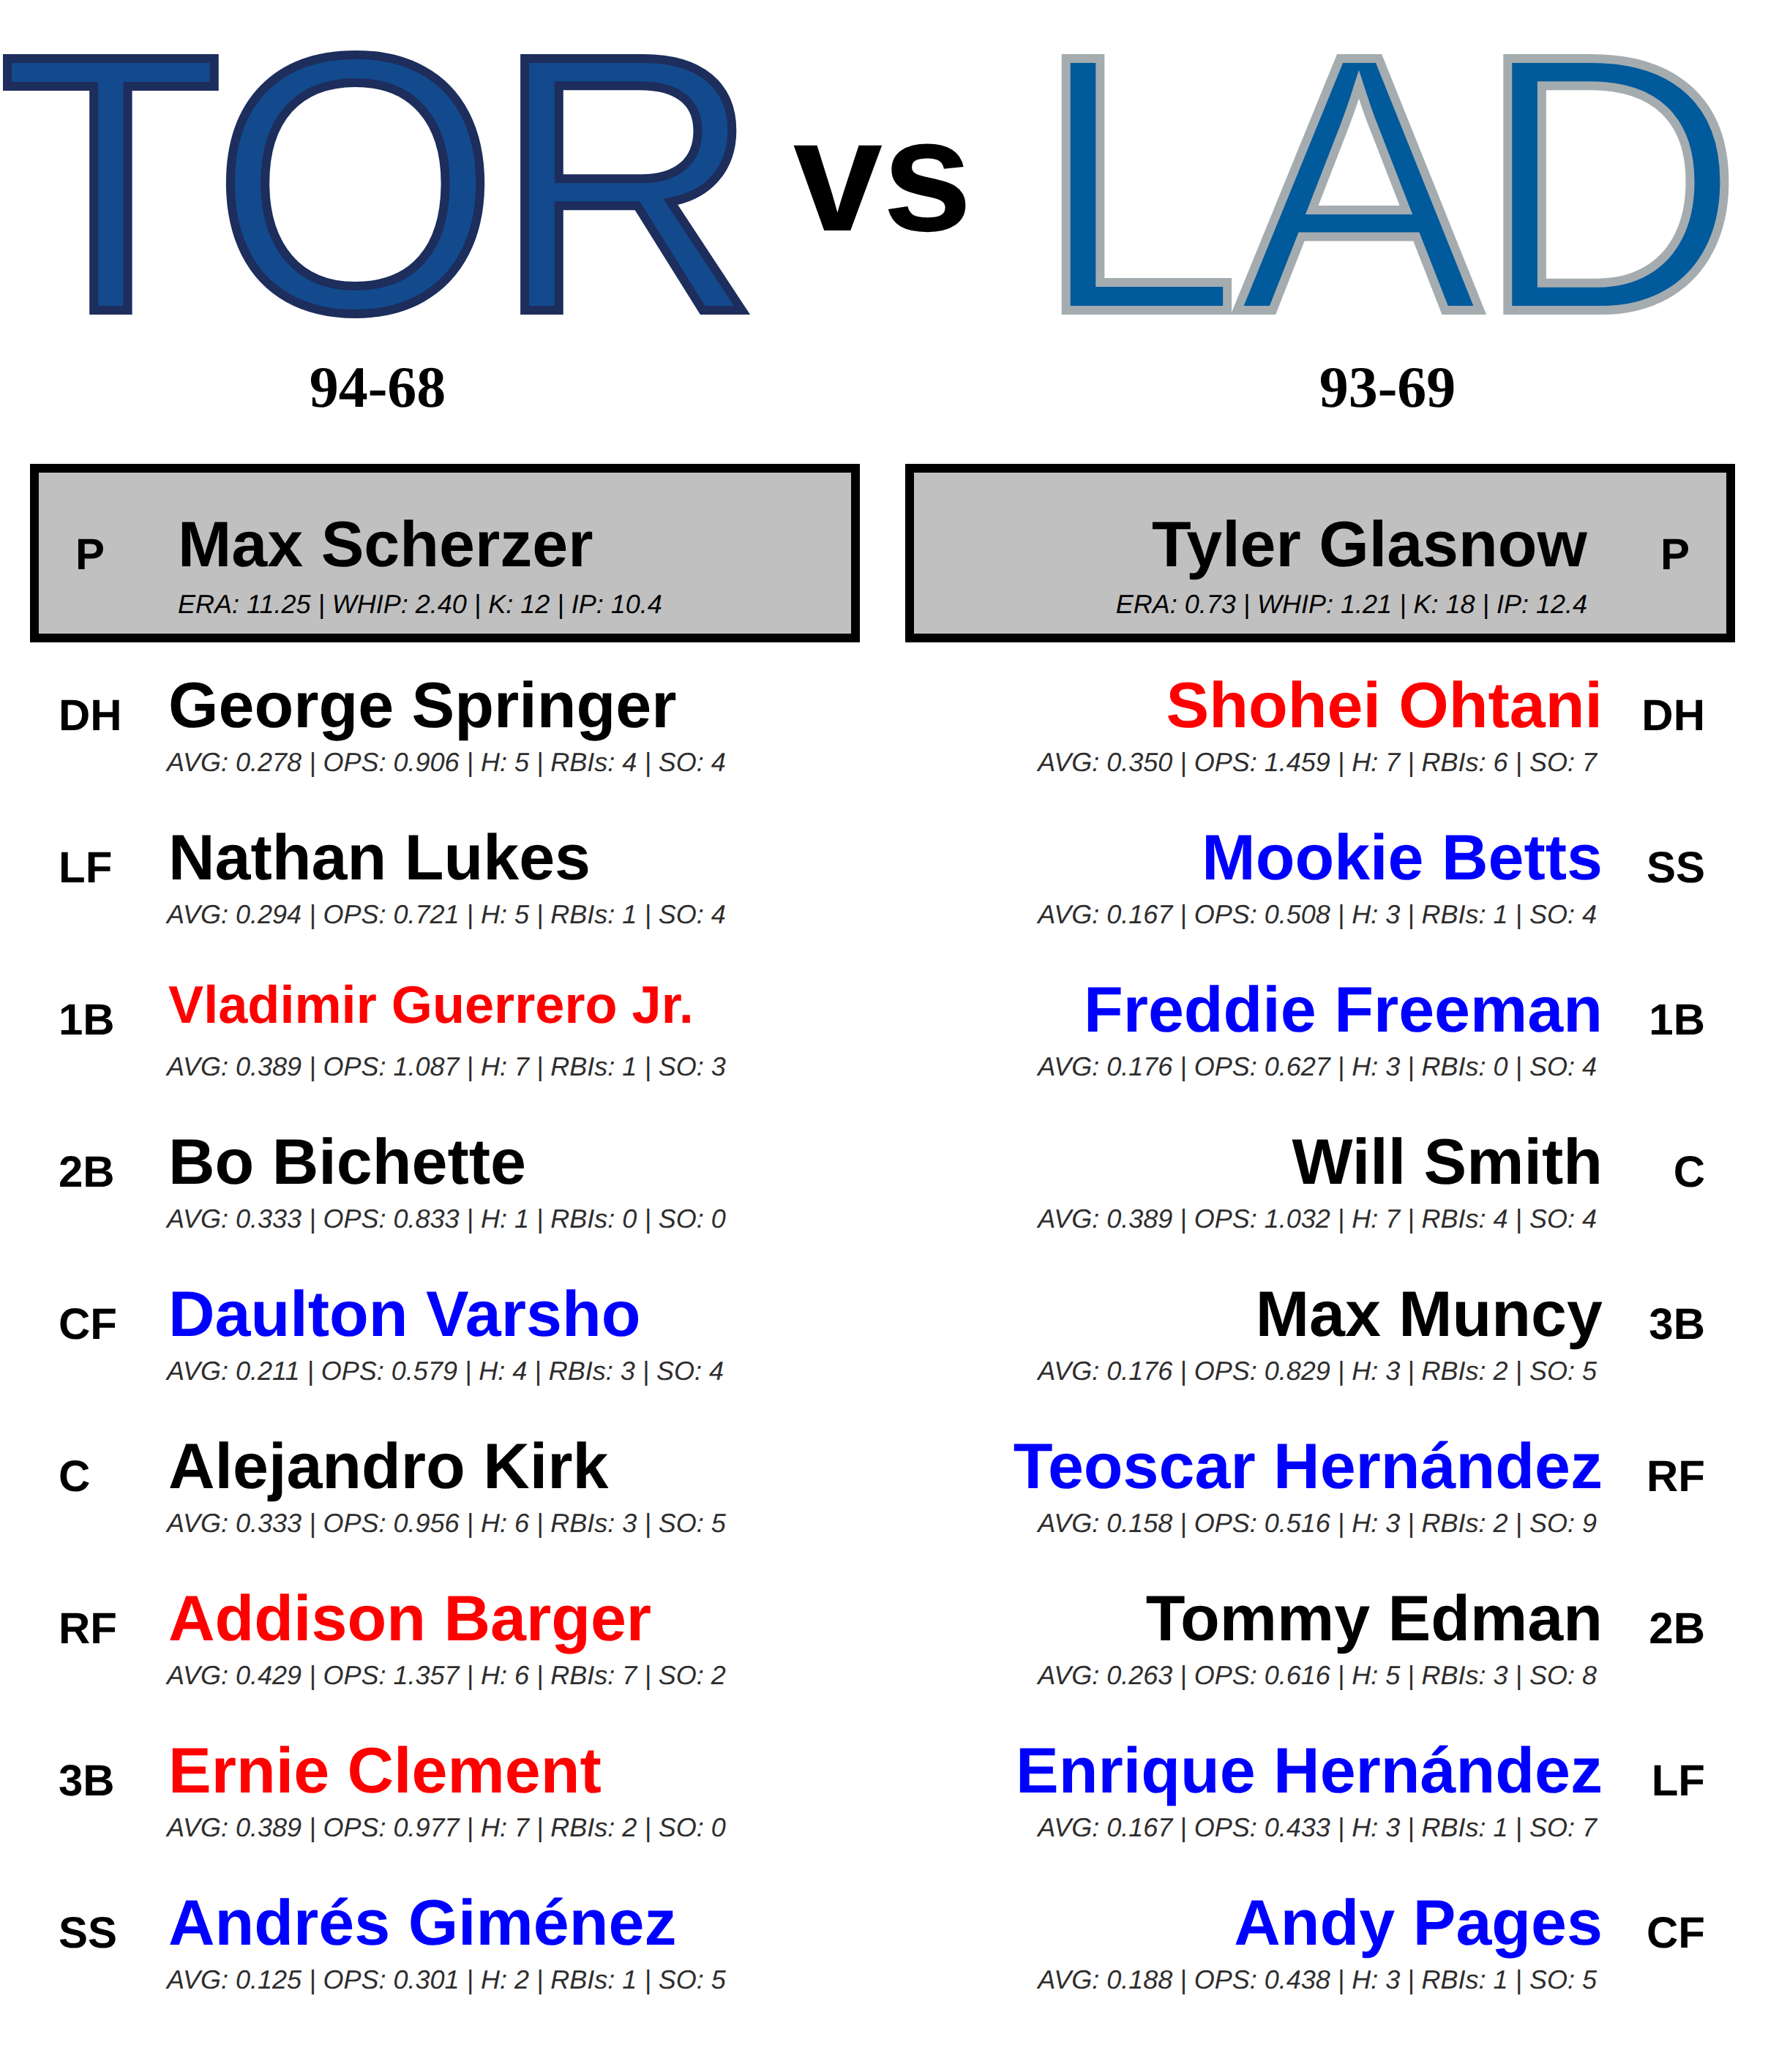 TOR vs LAD
94-68 93-69
P Max Scherzer
ERA: 11.25 | WHIP: 2.40 | K: 12 | IP: 10.4
Tyler Glasnow P
ERA: 0.73 | WHIP: 1.21 | K: 18 | IP: 12.4
DH George Springer
AVG: 0.278 | OPS: 0.906 | H: 5 | RBIs: 4 | SO: 4
LF Nathan Lukes
AVG: 0.294 | OPS: 0.721 | H: 5 | RBIs: 1 | SO: 4
1B Vladimir Guerrero Jr.
AVG: 0.389 | OPS: 1.087 | H: 7 | RBIs: 1 | SO: 3
2B Bo Bichette
AVG: 0.333 | OPS: 0.833 | H: 1 | RBIs: 0 | SO: 0
CF Daulton Varsho
AVG: 0.211 | OPS: 0.579 | H: 4 | RBIs: 3 | SO: 4
C Alejandro Kirk
AVG: 0.333 | OPS: 0.956 | H: 6 | RBIs: 3 | SO: 5
RF Addison Barger
AVG: 0.429 | OPS: 1.357 | H: 6 | RBIs: 7 | SO: 2
3B Ernie Clement
AVG: 0.389 | OPS: 0.977 | H: 7 | RBIs: 2 | SO: 0
SS Andrés Giménez
AVG: 0.125 | OPS: 0.301 | H: 2 | RBIs: 1 | SO: 5
Shohei Ohtani DH
AVG: 0.350 | OPS: 1.459 | H: 7 | RBIs: 6 | SO: 7
Mookie Betts SS
AVG: 0.167 | OPS: 0.508 | H: 3 | RBIs: 1 | SO: 4
Freddie Freeman 1B
AVG: 0.176 | OPS: 0.627 | H: 3 | RBIs: 0 | SO: 4
Will Smith C
AVG: 0.389 | OPS: 1.032 | H: 7 | RBIs: 4 | SO: 4
Max Muncy 3B
AVG: 0.176 | OPS: 0.829 | H: 3 | RBIs: 2 | SO: 5
Teoscar Hernández RF
AVG: 0.158 | OPS: 0.516 | H: 3 | RBIs: 2 | SO: 9
Tommy Edman 2B
AVG: 0.263 | OPS: 0.616 | H: 5 | RBIs: 3 | SO: 8
Enrique Hernández LF
AVG: 0.167 | OPS: 0.433 | H: 3 | RBIs: 1 | SO: 7
Andy Pages CF
AVG: 0.188 | OPS: 0.438 | H: 3 | RBIs: 1 | SO: 5